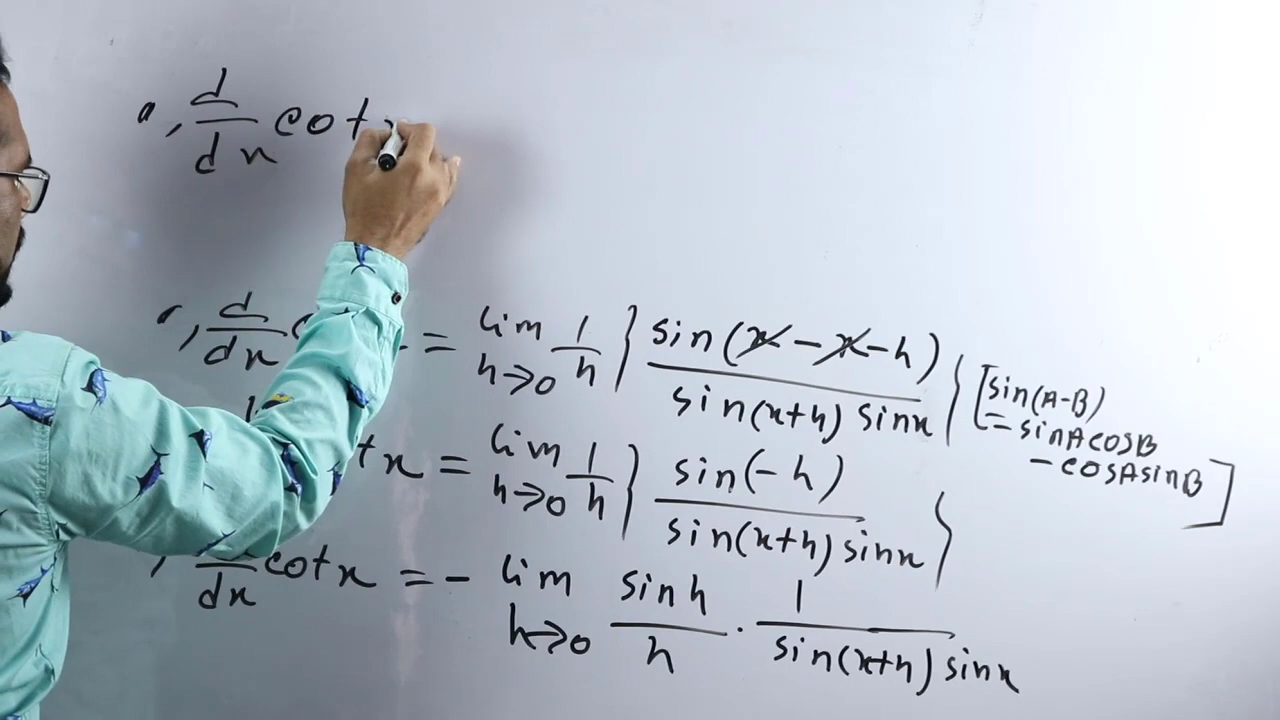 ", d/dx cot
", d/dx = lim h→0 1/h { sin(x - x - h) / sin(x+h) sinx } [sin(A-B)
= sinAcosB
- cosAsinB]
tx = lim h→0 1/h { sin(-h) / sin(x+h) sinx }
, d/dx cotx = - lim h→0 sinh/h · 1/sin(x+h) sinx